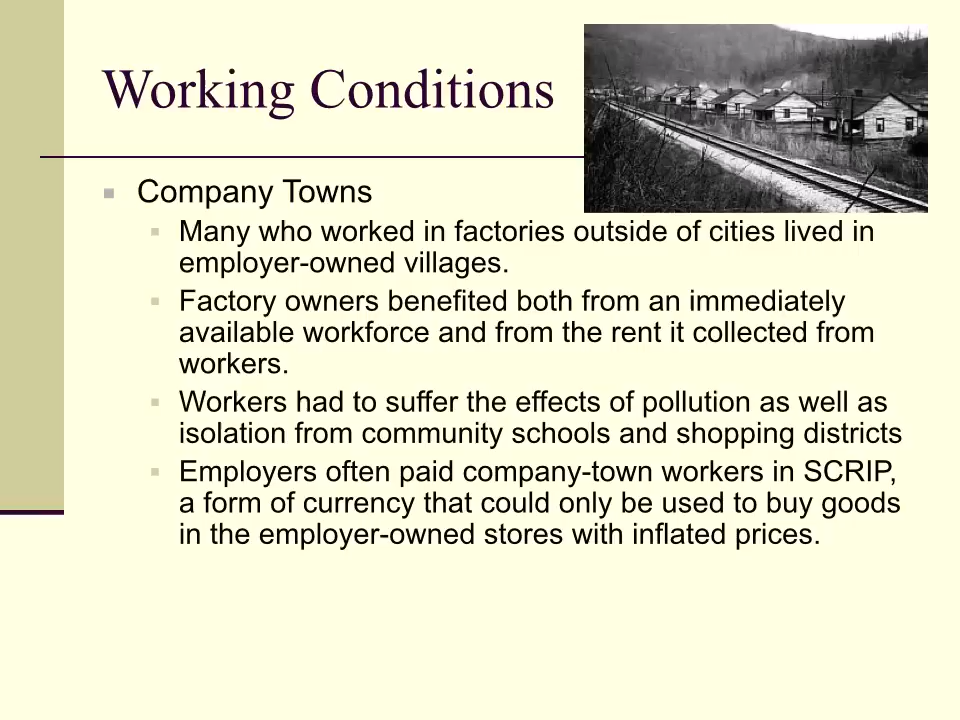 Working Conditions
Company Towns
Many who worked in factories outside of cities lived in
employer-owned villages.
Factory owners benefited both from an immediately
available workforce and from the rent it collected from
workers.
Workers had to suffer the effects of pollution as well as
isolation from community schools and shopping districts
Employers often paid company-town workers in SCRIP,
a form of currency that could only be used to buy goods
in the employer-owned stores with inflated prices.